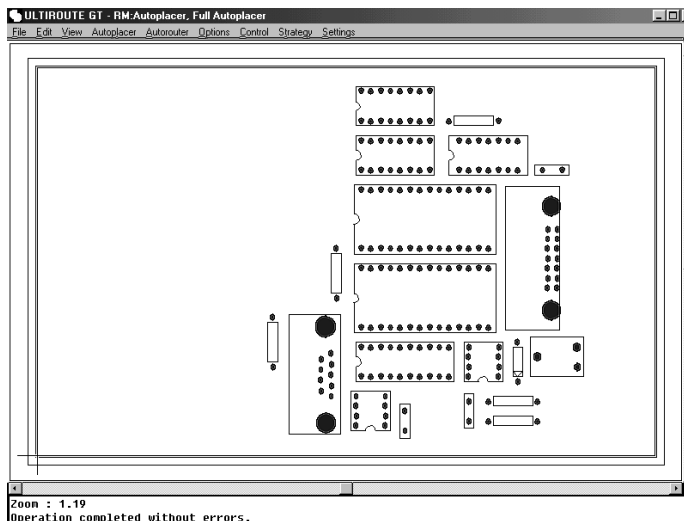 ULTIROUTE GT - RM:Autoplacer, Full Autoplacer
File Edit View Autoplacer Autorouter Options Control Strategy Settings
Zoom : 1.19
Operation completed without errors.